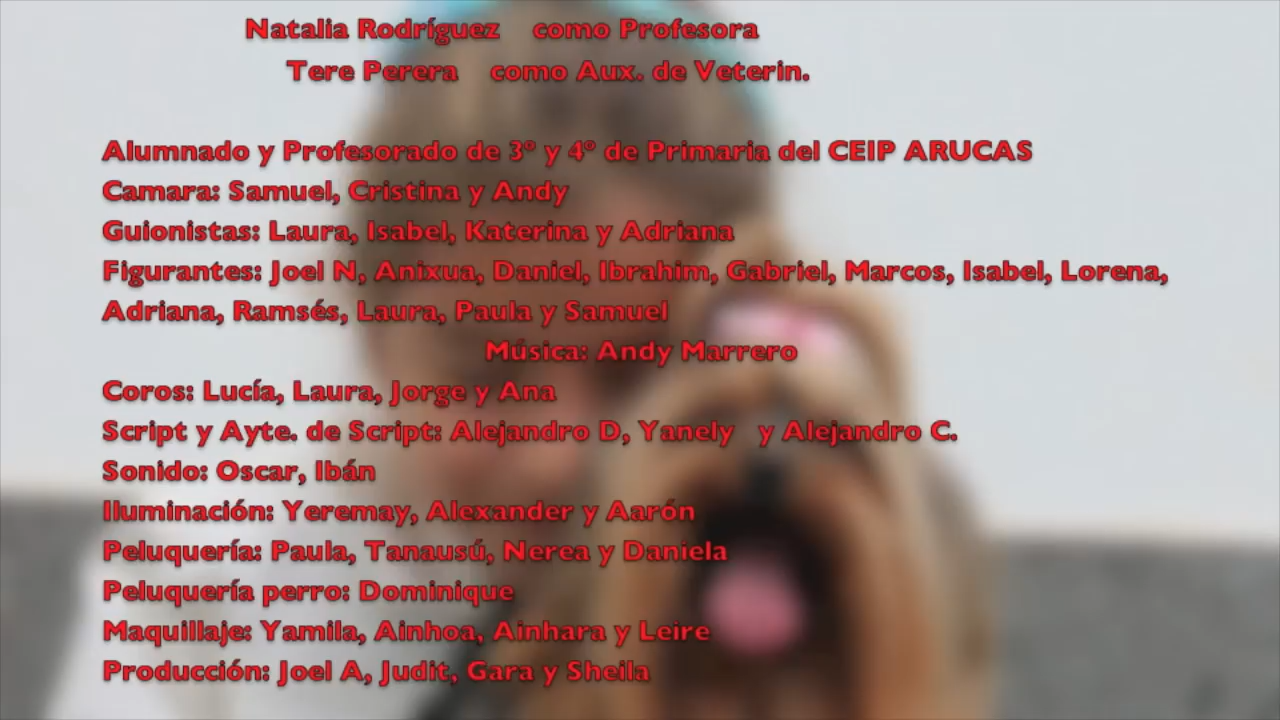 Natalia Rodríguez como Profesora
Tere Perera como Aux. de Veterin.
Alumnado y Profesorado de 3º y 4º de Primaria del CEIP ARUCAS
Camara: Samuel, Cristina y Andy
Guionistas: Laura, Isabel, Katerina y Adriana
Figurantes: Joel N, Anixua, Daniel, Ibrahim, Gabriel, Marcos, Isabel, Lorena,
Adriana, Ramsés, Laura, Paula y Samuel
Música: Andy Marrero
Coros: Lucía, Laura, Jorge y Ana
Script y Ayte. de Script: Alejandro D, Yanely y Alejandro C.
Sonido: Oscar, Ibán
Iluminación: Yeremay, Alexander y Aarón
Peluquería: Paula, Tanausú, Nerea y Daniela
Peluquería perro: Dominique
Maquillaje: Yamila, Ainhoa, Ainhara y Leire
Producción: Joel A, Judit, Gara y Sheila